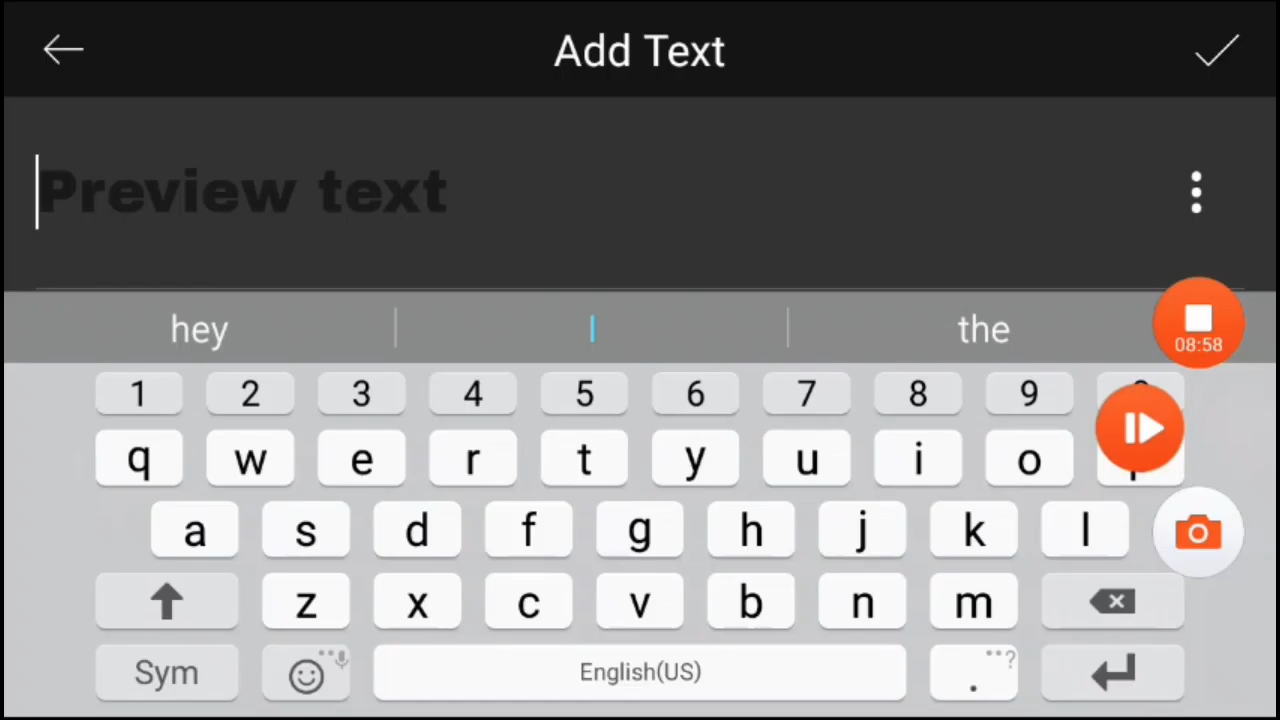 Add Text
Preview text
hey I the
08:58
1 2 3 4 5 6 7 8 9
q w e r t y u i o
a s d f g h j k l
z x c v b n m
Sym English(US) . ?